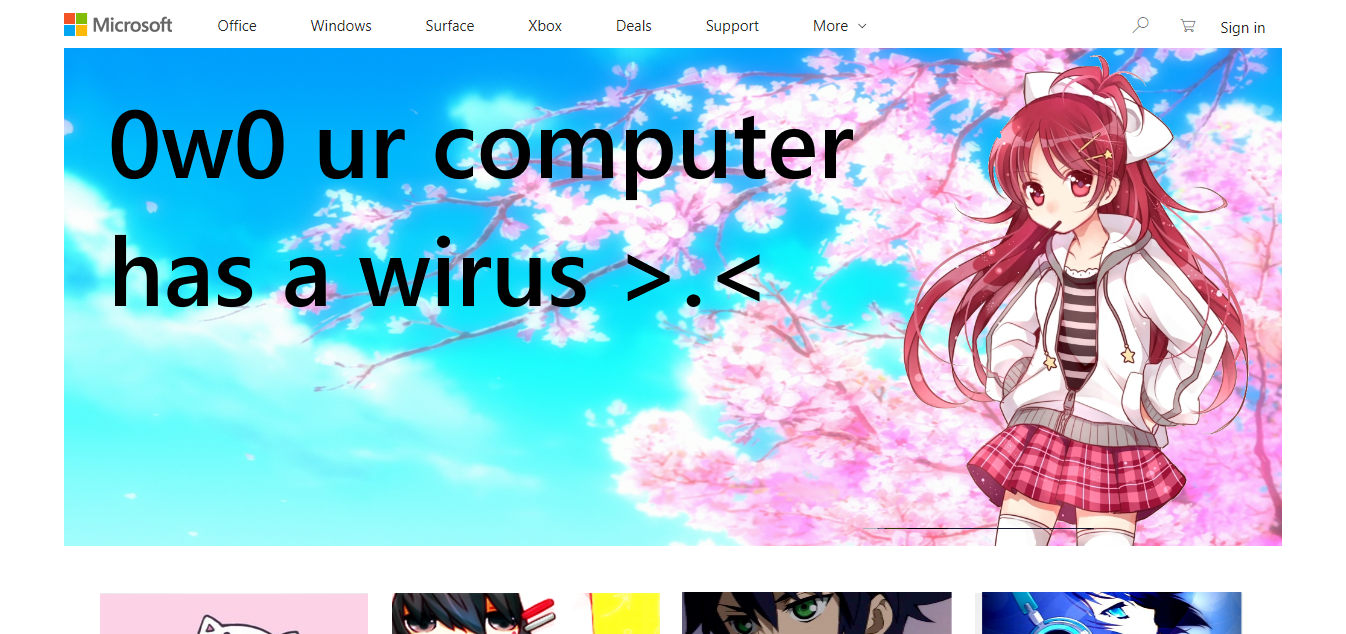 Microsoft Office Windows Surface Xbox Deals Support More Sign in
0w0 ur computer
has a wirus >.<